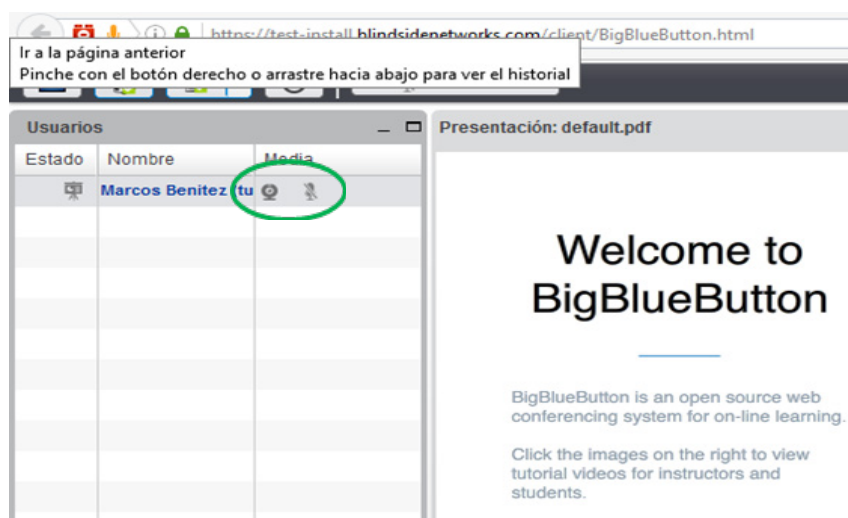 https://test-install.blindsidenetworks.com/client/BigBlueButton.html
Ir a la página anterior
Pinche con el botón derecho o arrastre hacia abajo para ver el historial
Usuarios
Presentación: default.pdf
Estado Nombre Media
Marcos Benitez (tu
Welcome to
BigBlueButton
BigBlueButton is an open source web
conferencing system for on-line learning.
Click the images on the right to view
tutorial videos for instructors and
students.